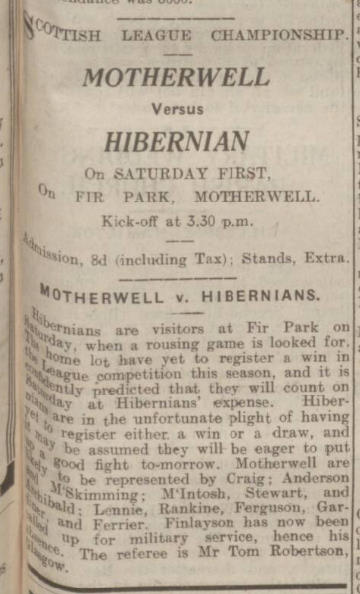 dance was 8000.
SCOTTISH LEAGUE CHAMPIONSHIP.
MOTHERWELL
Versus
HIBERNIAN
On SATURDAY FIRST,
On FIR PARK, MOTHERWELL.
Kick-off at 3.30 p.m.
Admission, 8d (including Tax); Stands, Extra.
MOTHERWELL v. HIBERNIANS.
Hibernians are visitors at Fir Park on
Saturday, when a rousing game is looked for.
The home lot have yet to register a win in
the League competition this season, and it is
confidently predicted that they will count on
Saturday at Hibernians' expense. Hiber-
nians are in the unfortunate plight of having
yet to register either a win or a draw, and
it may be assumed they will be eager to put
up a good fight to-morrow. Motherwell are
likely to be represented by Craig; Anderson
and M'Skimming; M'Intosh, Stewart, and
Archibald; Lennie, Rankine, Ferguson, Gar-
diner, and Ferrier. Finlayson has now been
called up for military service, hence his
absence. The referee is Mr Tom Robertson,
Glasgow.